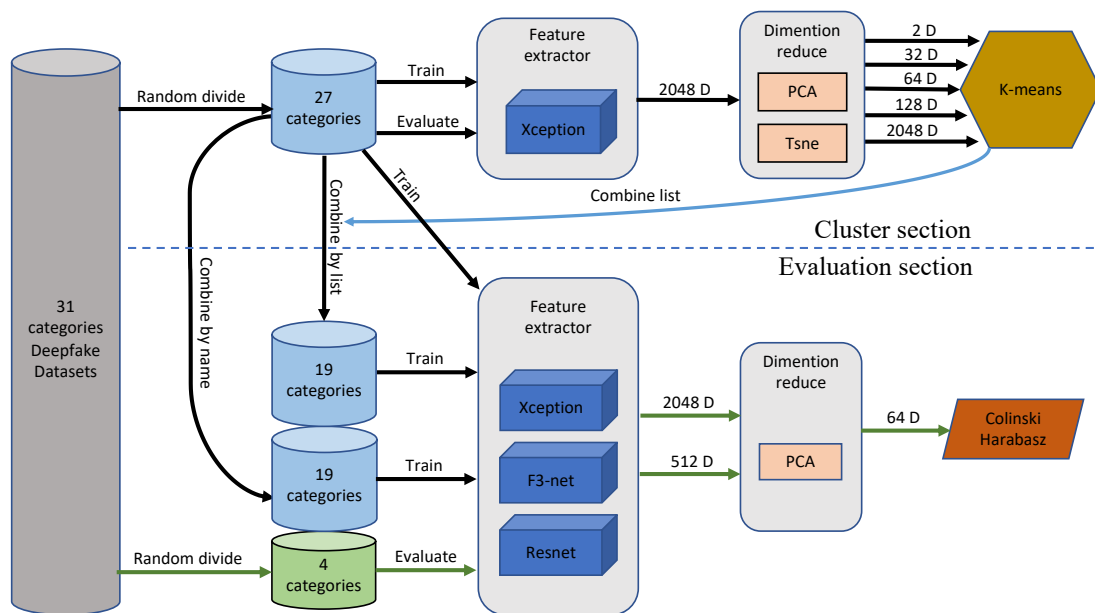 31
categories
Deepfake
Datasets
Random divide
27
categories
Train
Evaluate
Feature
extractor
Xception
2048 D
Dimention
reduce
PCA
Tsne
2 D
32 D
64 D
128 D
2048 D
K-means
Combine list
Train
Combine by list
Combine by name
Cluster section
Evaluation section
19
categories
Train
19
categories
Train
Random divide
4
categories
Evaluate
Feature
extractor
Xception
F3-net
Resnet
2048 D
512 D
Dimention
reduce
PCA
64 D
Colinski
Harabasz